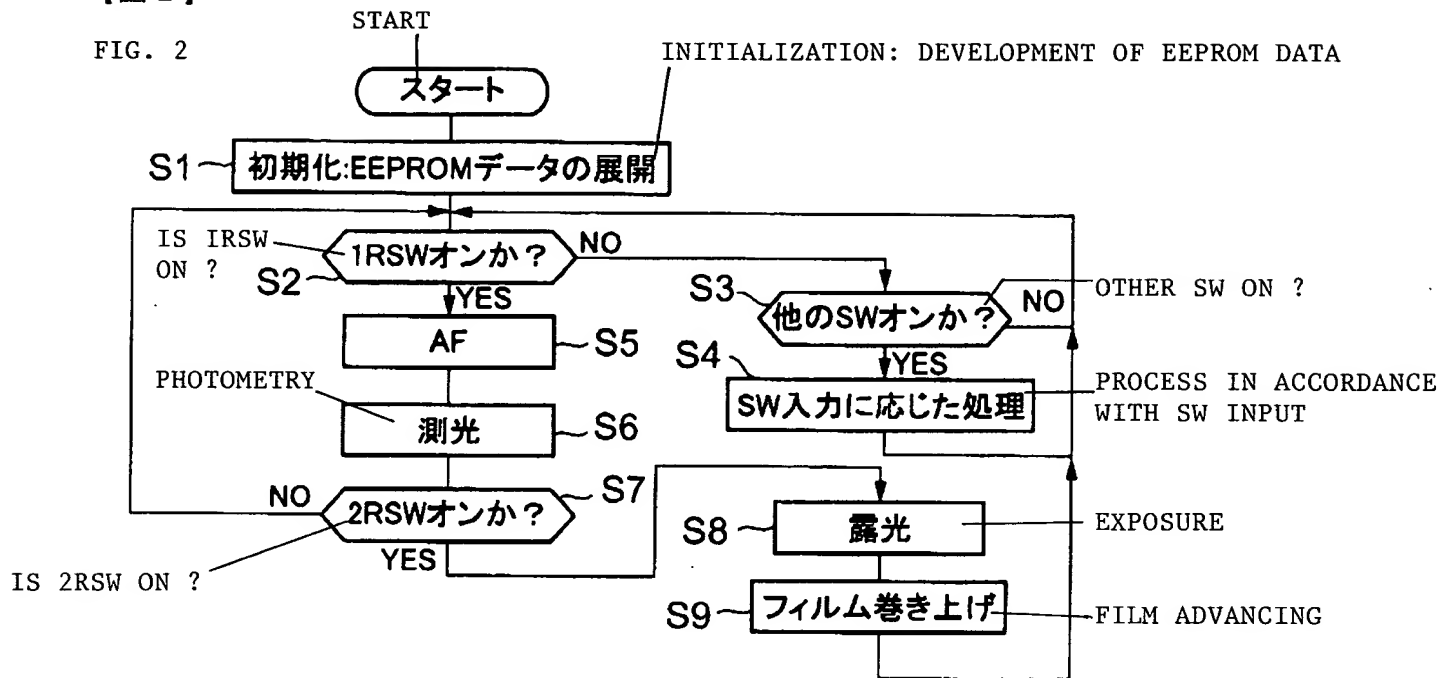 START
FIG. 2
INITIALIZATION: DEVELOPMENT OF EEPROM DATA
スタート
S1
初期化:EEPROMデータの展開
IS IRSW
ON ?
1RSWオンか？
NO
S2
YES
S3
他のSWオンか？
OTHER SW ON ?
NO
AF
S5
S4
YES
PHOTOMETRY
測光
S6
SW入力に応じた処理
PROCESS IN ACCORDANCE
WITH SW INPUT
NO
2RSWオンか？
S7
YES
IS 2RSW ON ?
S8
露光
EXPOSURE
S9
フィルム巻き上げ
FILM ADVANCING